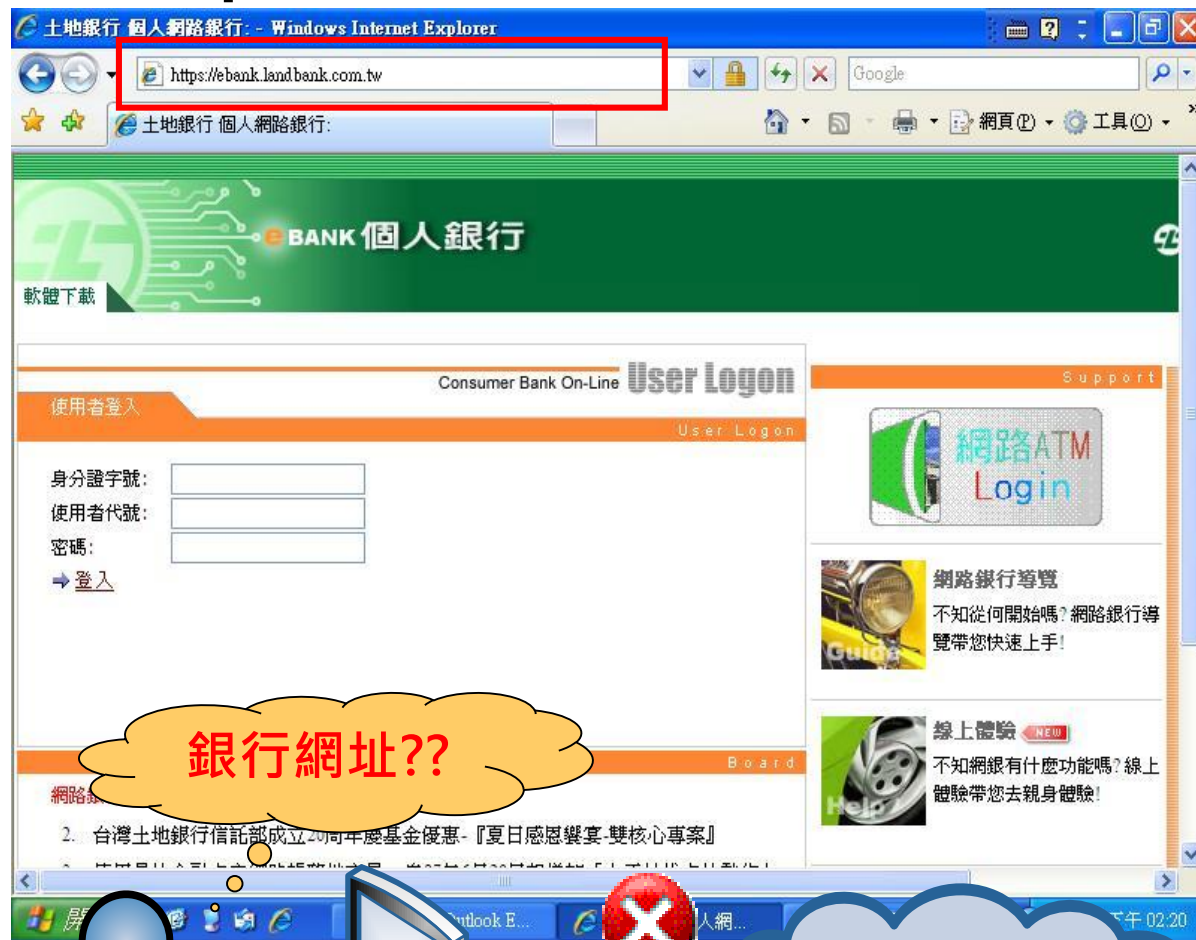 土地銀行 個人網路銀行: - Windows Internet Explorer
https://ebank.landbank.com.tw
Google
土地銀行 個人網路銀行:
網頁(P)
工具(O)
eBANK個人銀行
軟體下載
Consumer Bank On-Line User Logon
使用者登入
User Logon
身分證字號:
使用者代號:
密碼:
登入
Support
網路ATM
Login
Guide
網路銀行導覽
不知從何開始嗎?網路銀行導
覽帶您快速上手!
Help
線上體驗 NEW
不知網銀有什麼功能嗎?線上
體驗帶您去親身體驗!
銀行網址??
Board
網路
2. 台灣土地銀行信託部成立20周年慶基金優惠-『夏日感恩饗宴-雙核心專案』
開
Outlook E...
人網...
下午 02:20